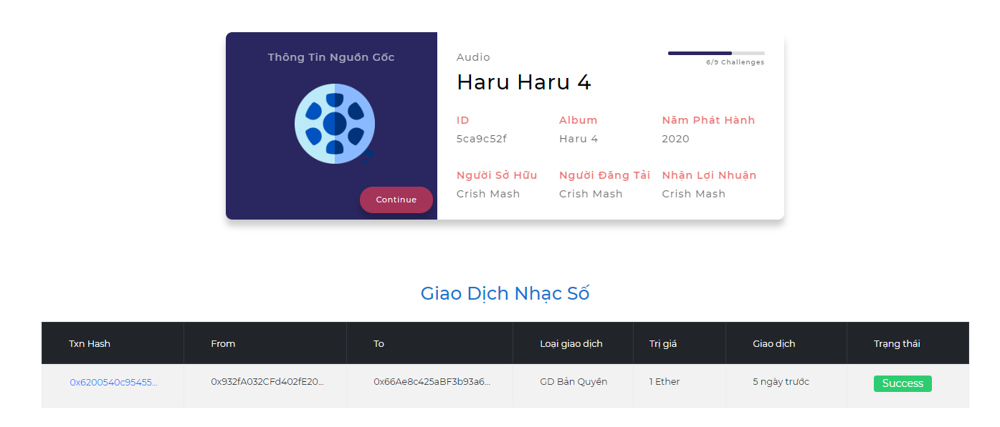 Thông Tin Nguồn Gốc
Continue
Audio
6/9 Challenges
Haru Haru 4
ID Album Năm Phát Hành
5ca9c52f Haru 4 2020
Người Sở Hữu Người Đăng Tải Nhận Lợi Nhuận
Crish Mash Crish Mash Crish Mash
Giao Dịch Nhạc Số
Txn Hash From To Loại giao dịch Trị giá Giao dịch Trạng thái
0x6200540c95455... 0x932fA032CFd402fE20... 0x66Ae8c425aBF3b93a6... GD Bản Quyền 1 Ether 5 ngày trước Success